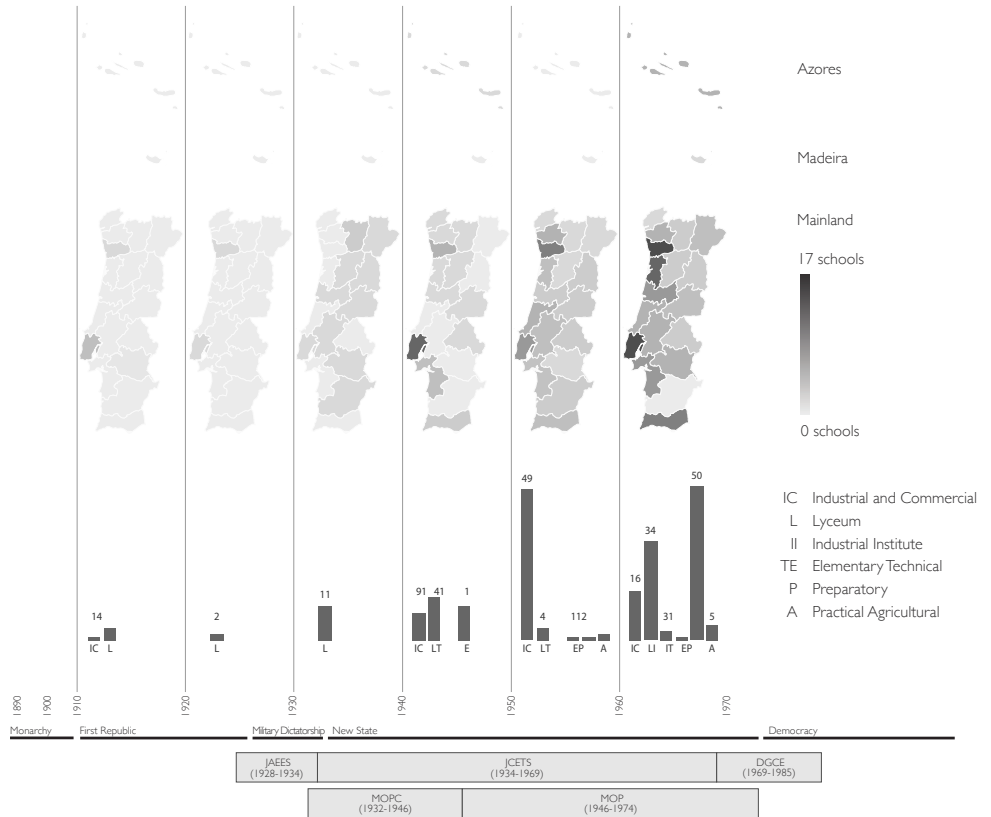 Azores
Madeira
Mainland
17 schools
0 schools
49
50
34
11
91 41 1
16
14
2
4
112
31
5
IC L
L
L
IC LT E
IC LT EP A
IC LI IT EP A
IC Industrial and Commercial
L Lyceum
II Industrial Institute
TE Elementary Technical
P Preparatory
A Practical Agricultural
1890 1900 1910 1920 1930 1940 1950 1960 1970
Monarchy First Republic Military Dictatorship New State Democracy
JAEES JCETS DGCE
(1928-1934) (1934-1969) (1969-1985)
MOPC MOP
(1932-1946) (1946-1974)